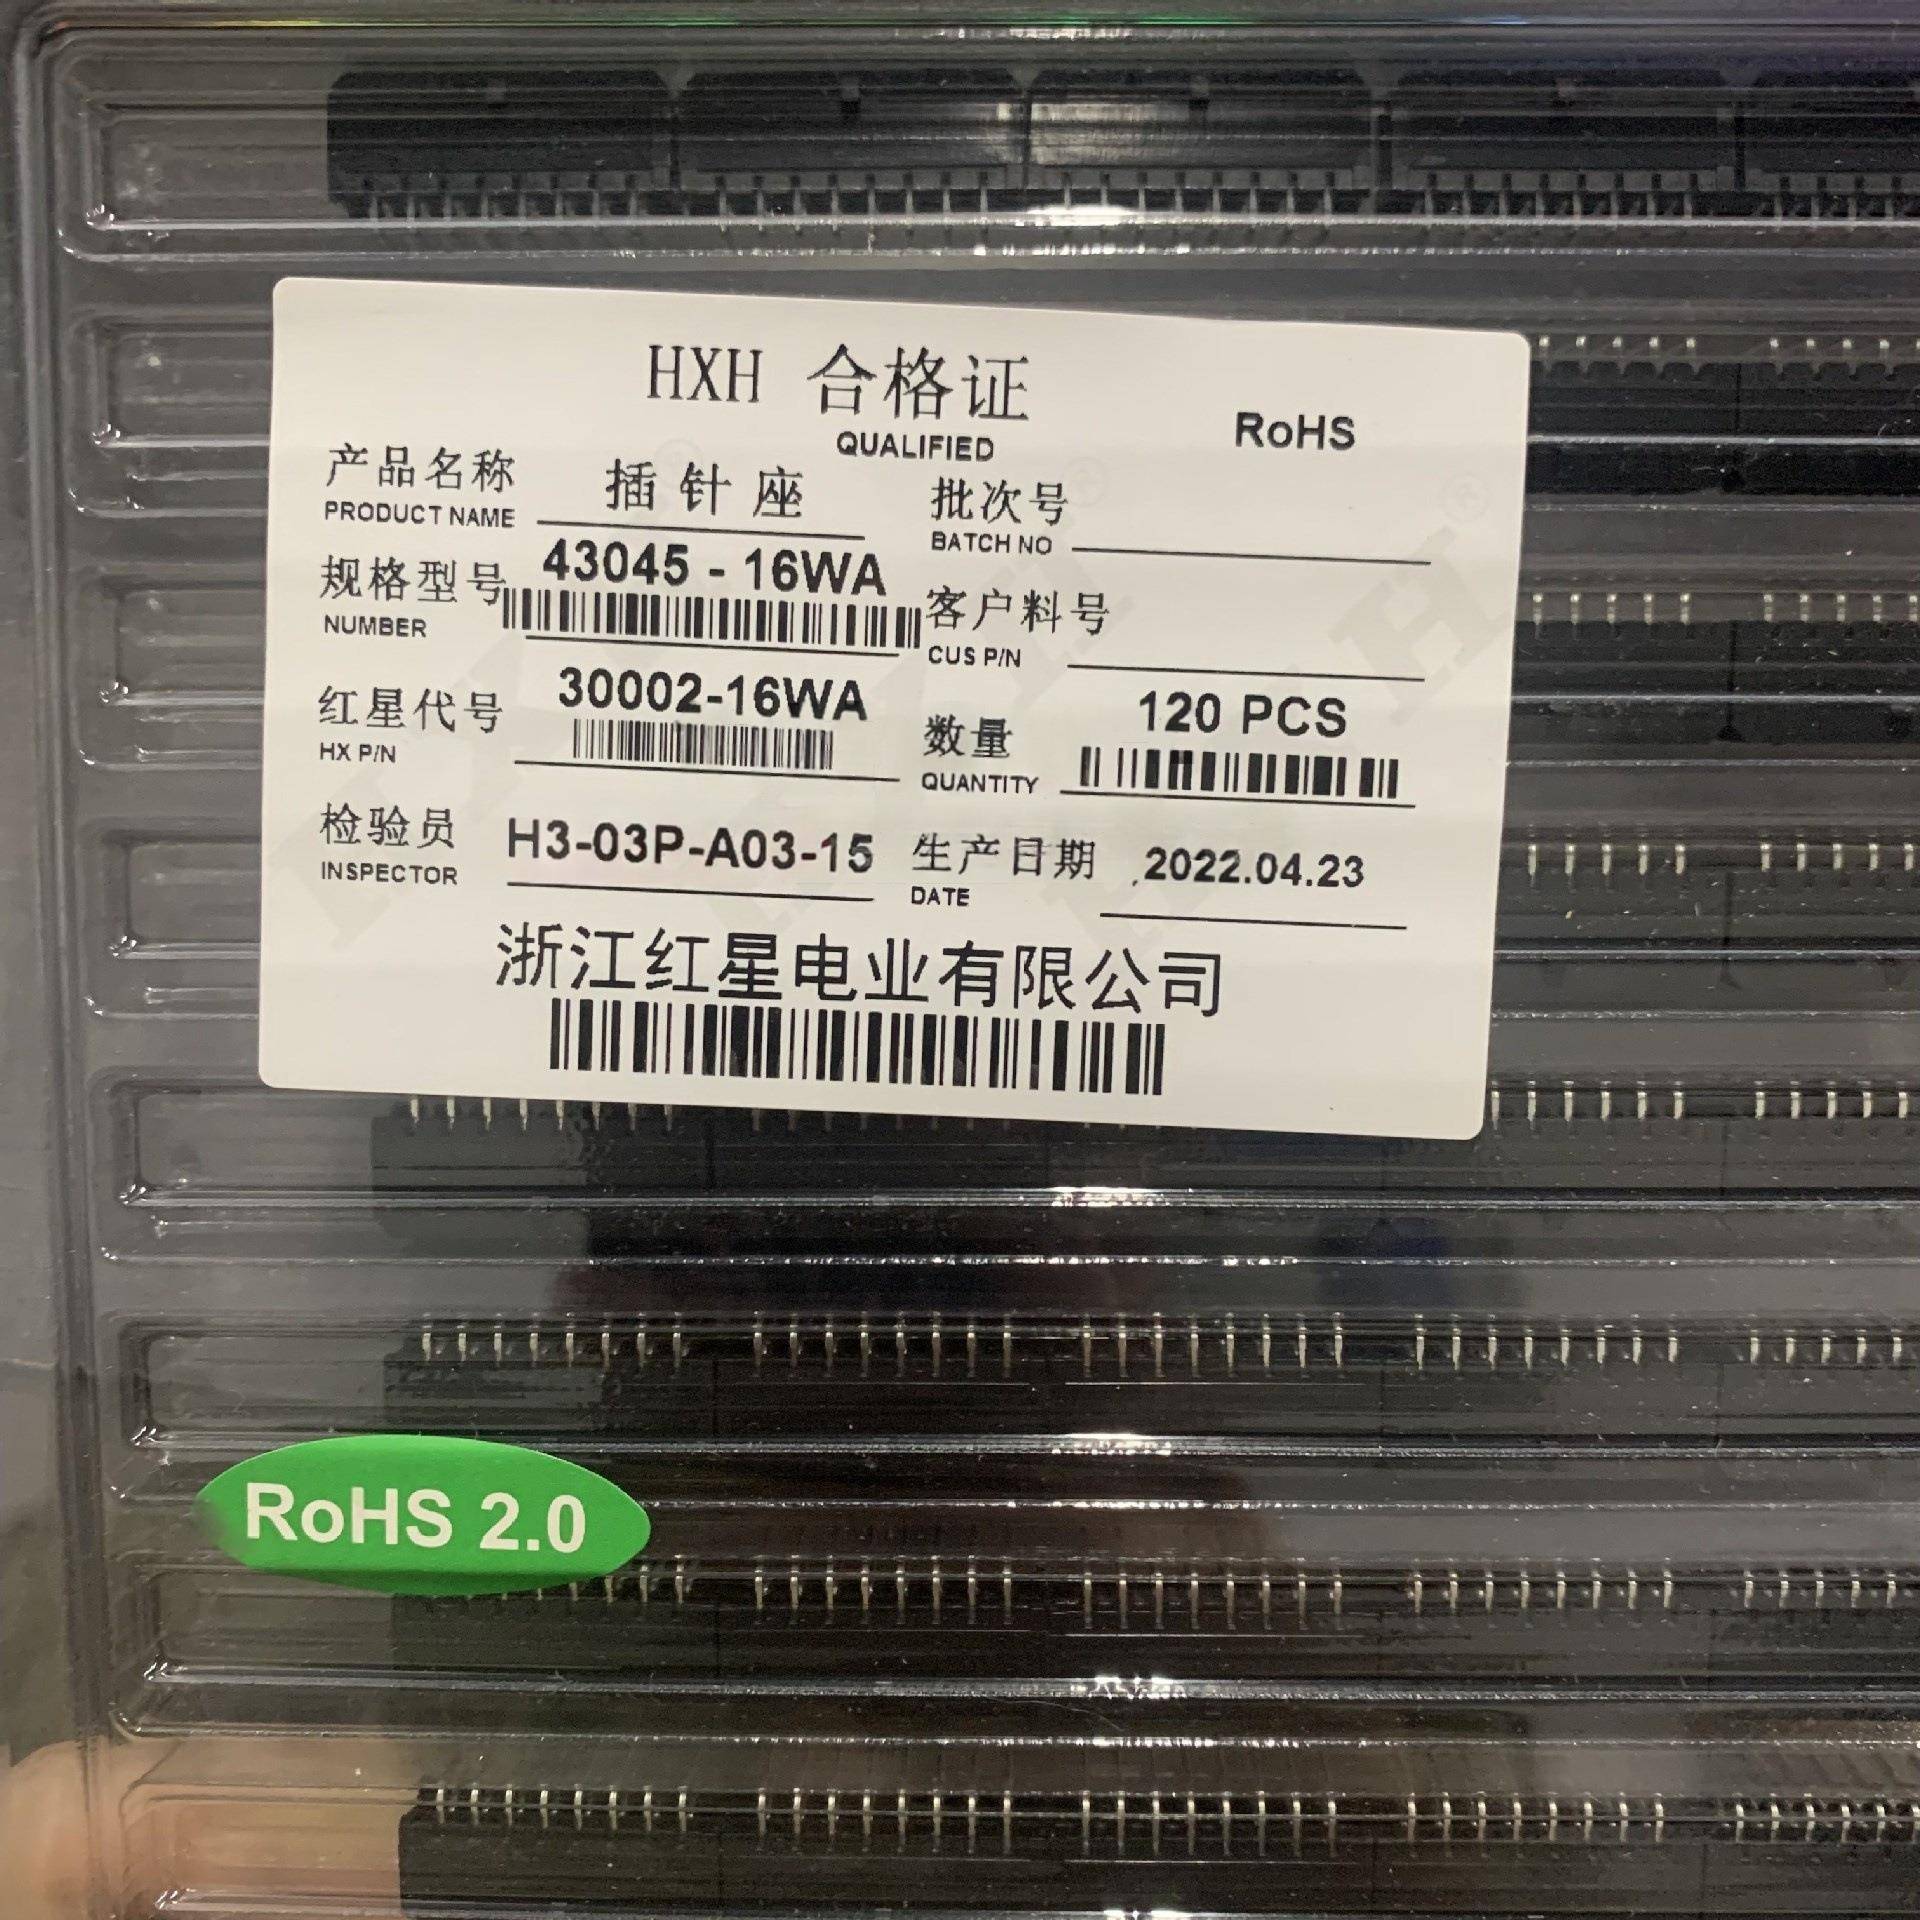 HXH 合格证
QUALIFIED
RoHS
产品名称 插针座
PRODUCT NAME
批次号
BATCH NO
规格型号 43045 - 16WA
NUMBER
客户料号
CUS P/N
红星代号 30002-16WA
HX P/N
数量 120 PCS
QUANTITY
检验员 H3-03P-A03-15
INSPECTOR
生产日期 2022.04.23
DATE
浙江红星电业有限公司
RoHS 2.0